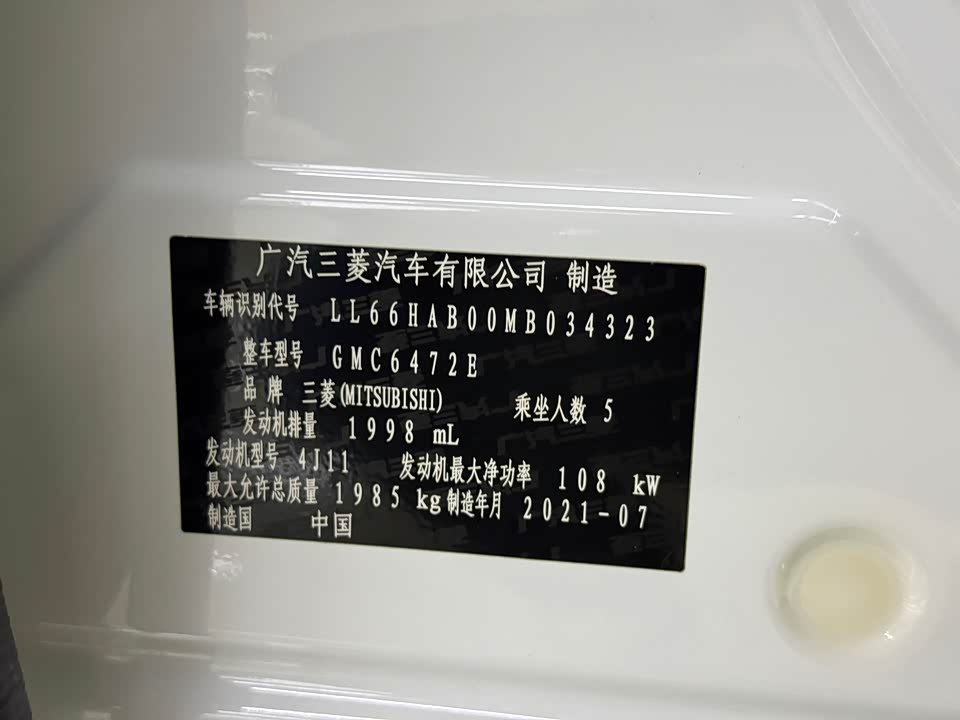 广汽三菱汽车有限公司 制造
车辆识别代号 LL66HAB00MB034323
整车型号 GMC6472E
品牌 三菱(MITSUBISHI) 乘坐人数 5
发动机排量 1998 mL
发动机型号 4J11 发动机最大净功率 108 kW
最大允许总质量 1985 kg 制造年月 2021-07
制造国 中国